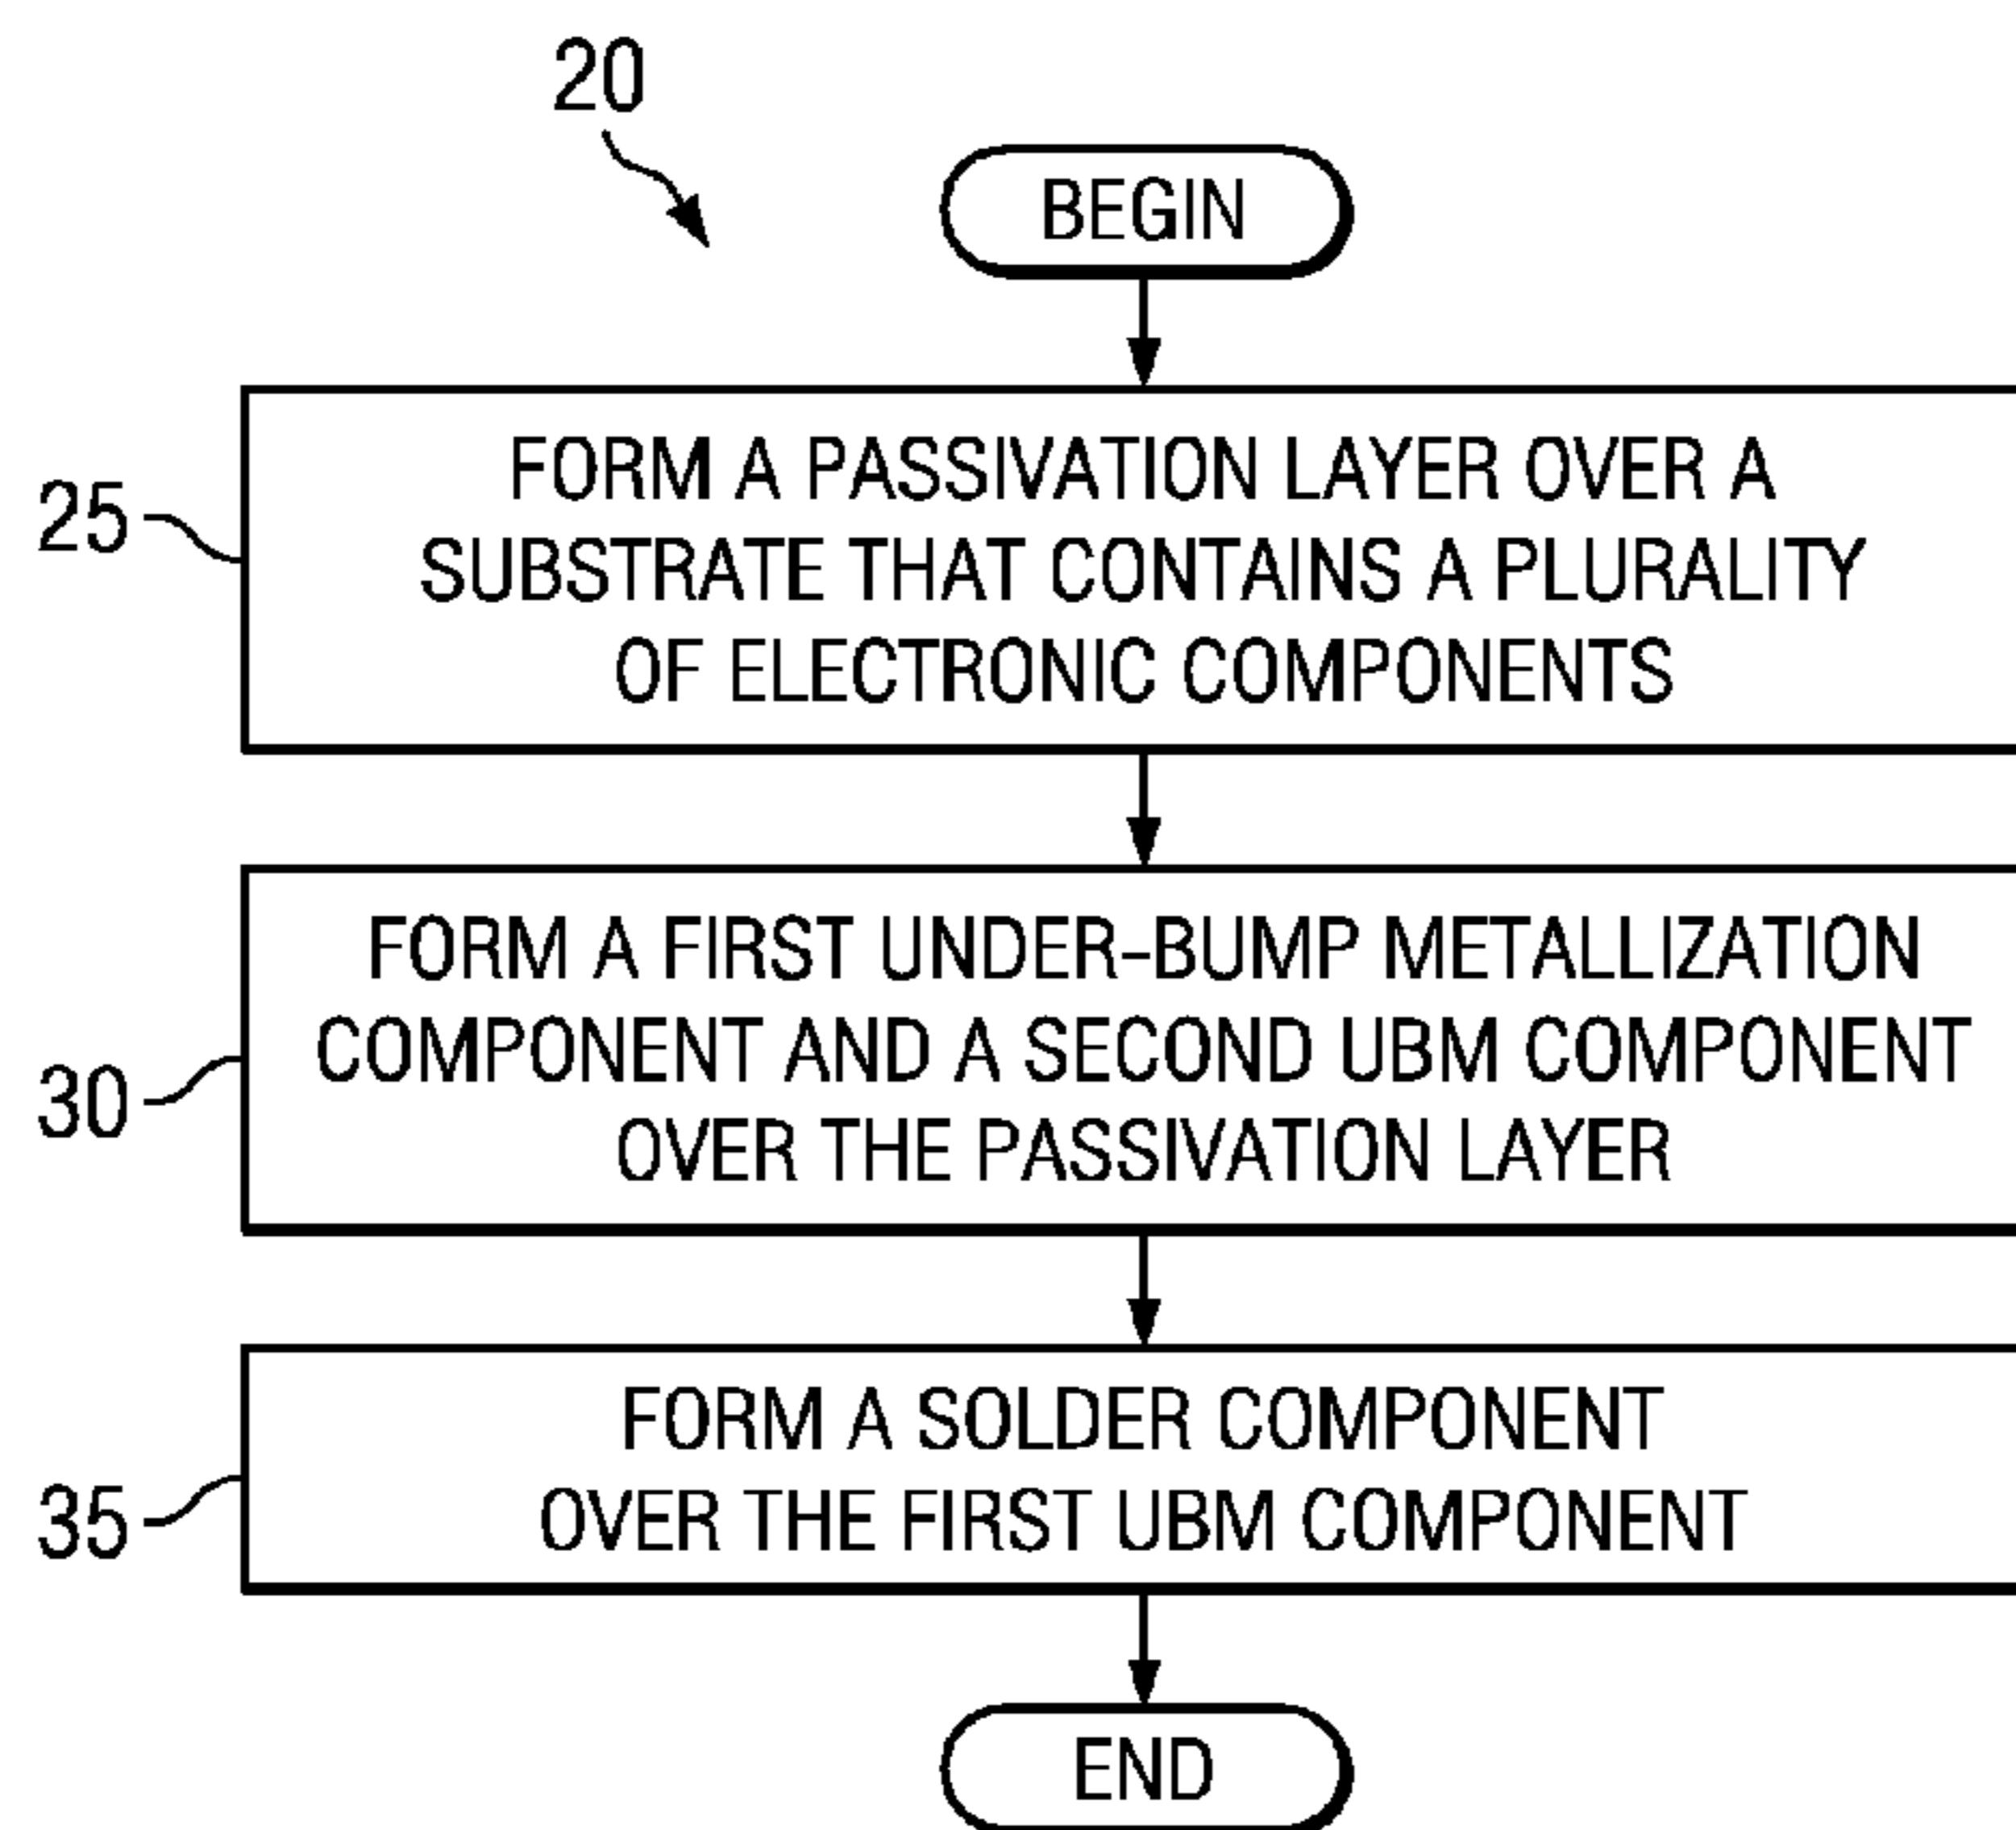 20
BEGIN
25
FORM A PASSIVATION LAYER OVER A
SUBSTRATE THAT CONTAINS A PLURALITY
OF ELECTRONIC COMPONENTS
30
FORM A FIRST UNDER-BUMP METALLIZATION
COMPONENT AND A SECOND UBM COMPONENT
OVER THE PASSIVATION LAYER
35
FORM A SOLDER COMPONENT
OVER THE FIRST UBM COMPONENT
END